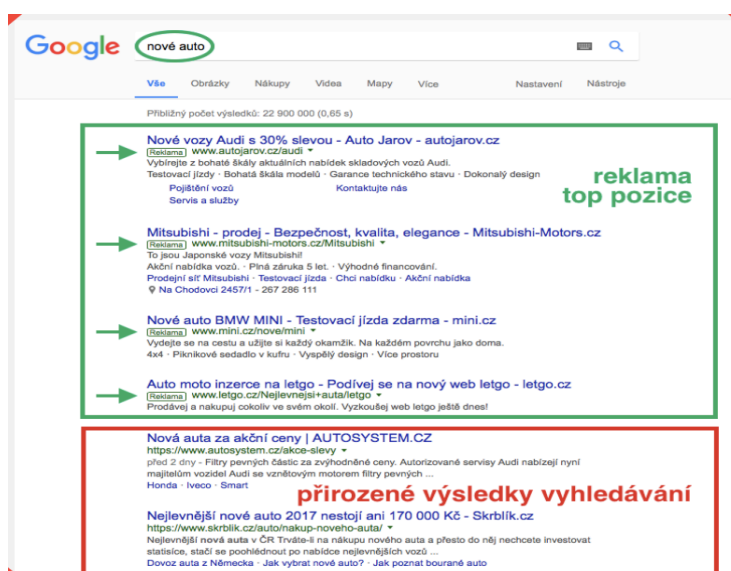 Google
nové auto
Vše Obrázky Nákupy Videa Mapy Více Nastavení Nástroje
Přibližný počet výsledků: 22 900 000 (0,65 s)
Nové vozy Audi s 30% slevou - Auto Jarov - autojarov.cz
Reklama www.autojarov.cz/audi
Vybírejte z bohaté škály aktuálních nabídek skladových vozů Audi.
Testovací jízdy · Bohatá škála modelů · Garance technického stavu · Dokonalý design
Pojištění vozů Kontaktujte nás
Servis a služby
reklama
top pozice
Mitsubishi - prodej - Bezpečnost, kvalita, elegance - Mitsubishi-Motors.cz
Reklama www.mitsubishi-motors.cz/Mitsubishi
To jsou Japonské vozy Mitsubishi!
Akční nabídka vozů. · Plná záruka 5 let. · Výhodné financování.
Prodejní síť Mitsubishi · Testovací jízda · Chci nabídku · Akční nabídka
Na Chodovci 2457/1 - 267 286 111
Nové auto BMW MINI - Testovací jízda zdarma - mini.cz
Reklama www.mini.cz/nove/mini
Vydejte se na cestu a užijte si každý okamžik. Na každém povrchu jako doma.
4x4 · Piknikové sedadlo v kufru · Vyspělý design · Více prostoru
Auto moto inzerce na letgo - Podívej se na nový web letgo - letgo.cz
Reklama www.letgo.cz/Nejlevnejsi+auta/letgo
Prodávej a nakupuj cokoliv ve svém okolí. Vyzkoušej web letgo ještě dnes!
Nová auta za akční ceny | AUTOSYSTEM.CZ
https://www.autosystem.cz/akce-slevy
před 2 dny - Filtry pevných částic za zvýhodněné ceny. Autorizované servisy Audi nabízejí nyní
majitelům vozidel Audi se vznětovým motorem filtry pevných ...
Honda · Iveco · Smart
přirozené výsledky vyhledávání
Nejlevnější nové auto 2017 nestojí ani 170 000 Kč - Skrblík.cz
https://www.skrblik.cz/auto/nakup-noveho-auta/
Nejlevnější nová auta v ČR Trváte-li na nákupu nového auta a přesto do něj nechcete investovat
statisíce, stačí se poohlédnout po nabídce nejlevnějších vozů ...
Dovoz auta z Německa · Jak vybrat nové auto? · Jak poznat bourané auto